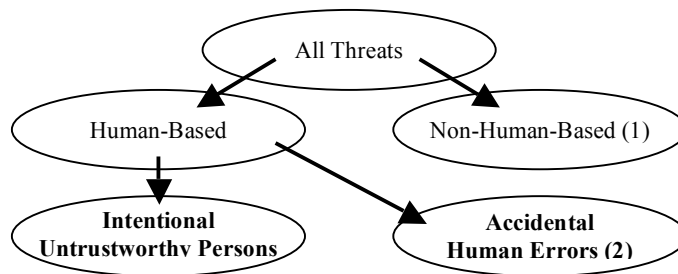 All Threats
Human-Based
Non-Human-Based (1)
Intentional
Untrustworthy Persons
Accidental
Human Errors (2)